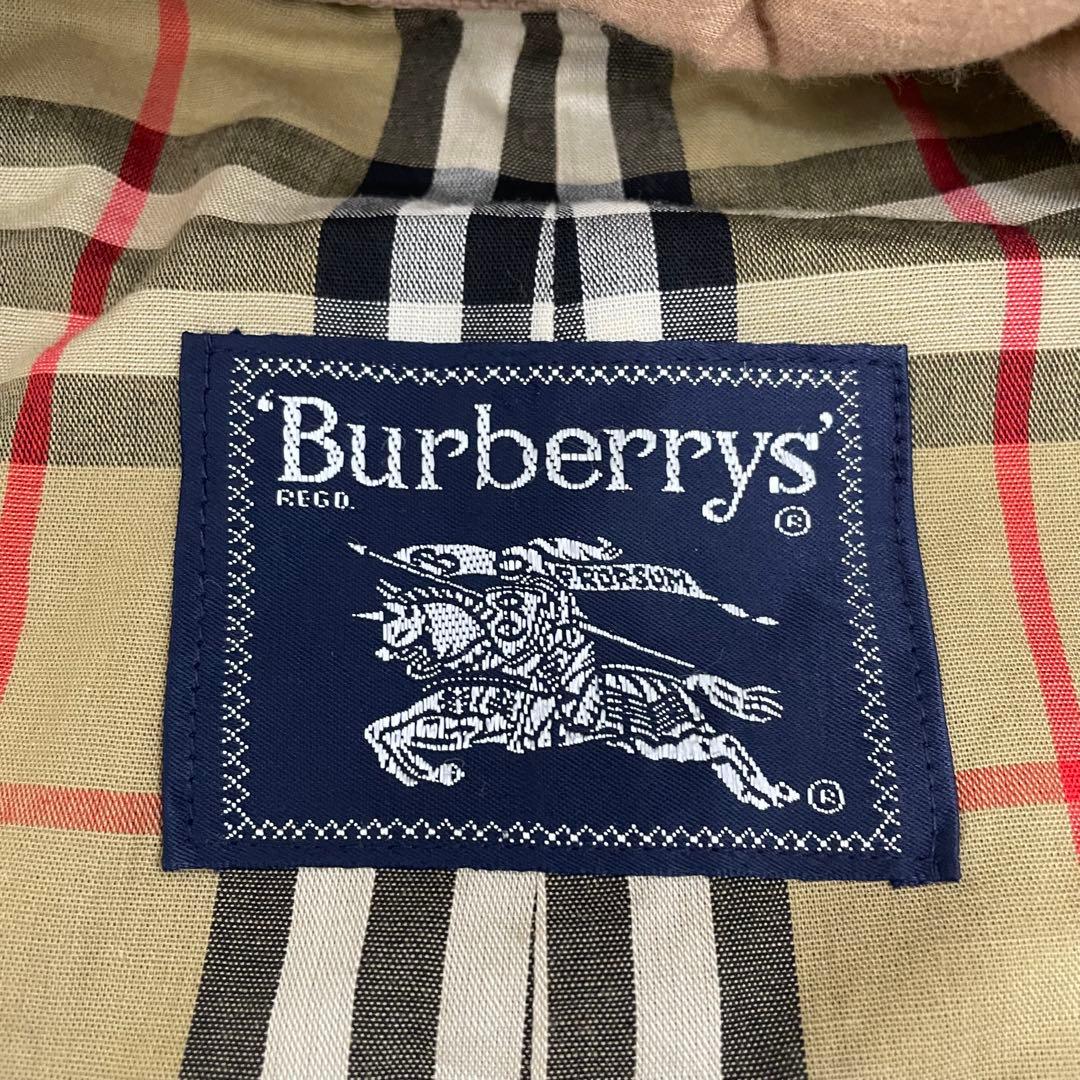 ‘Burberrys’
REGD. ®
PRORSUM
®